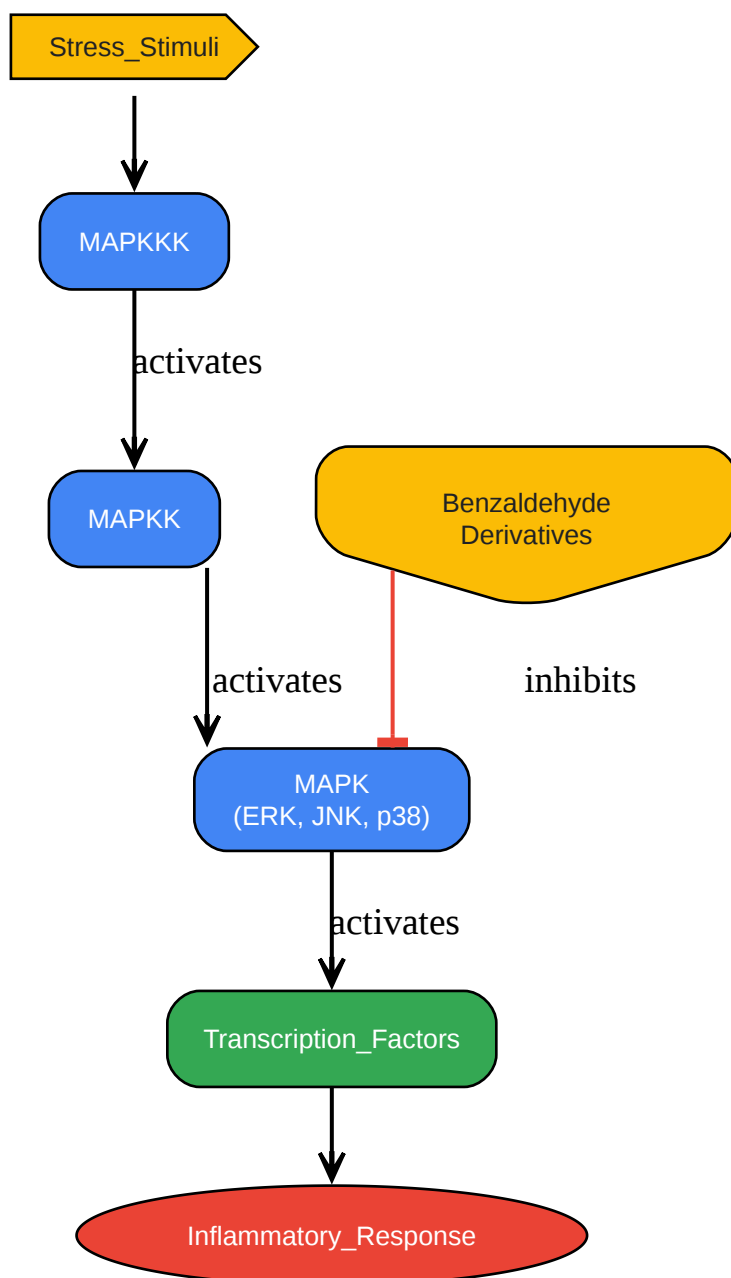 Stress_Stimuli
MAPKKK
activates
MAPKK
Benzaldehyde
Derivatives
activates
inhibits
MAPK
(ERK, JNK, p38)
activates
Transcription_Factors
Inflammatory_Response